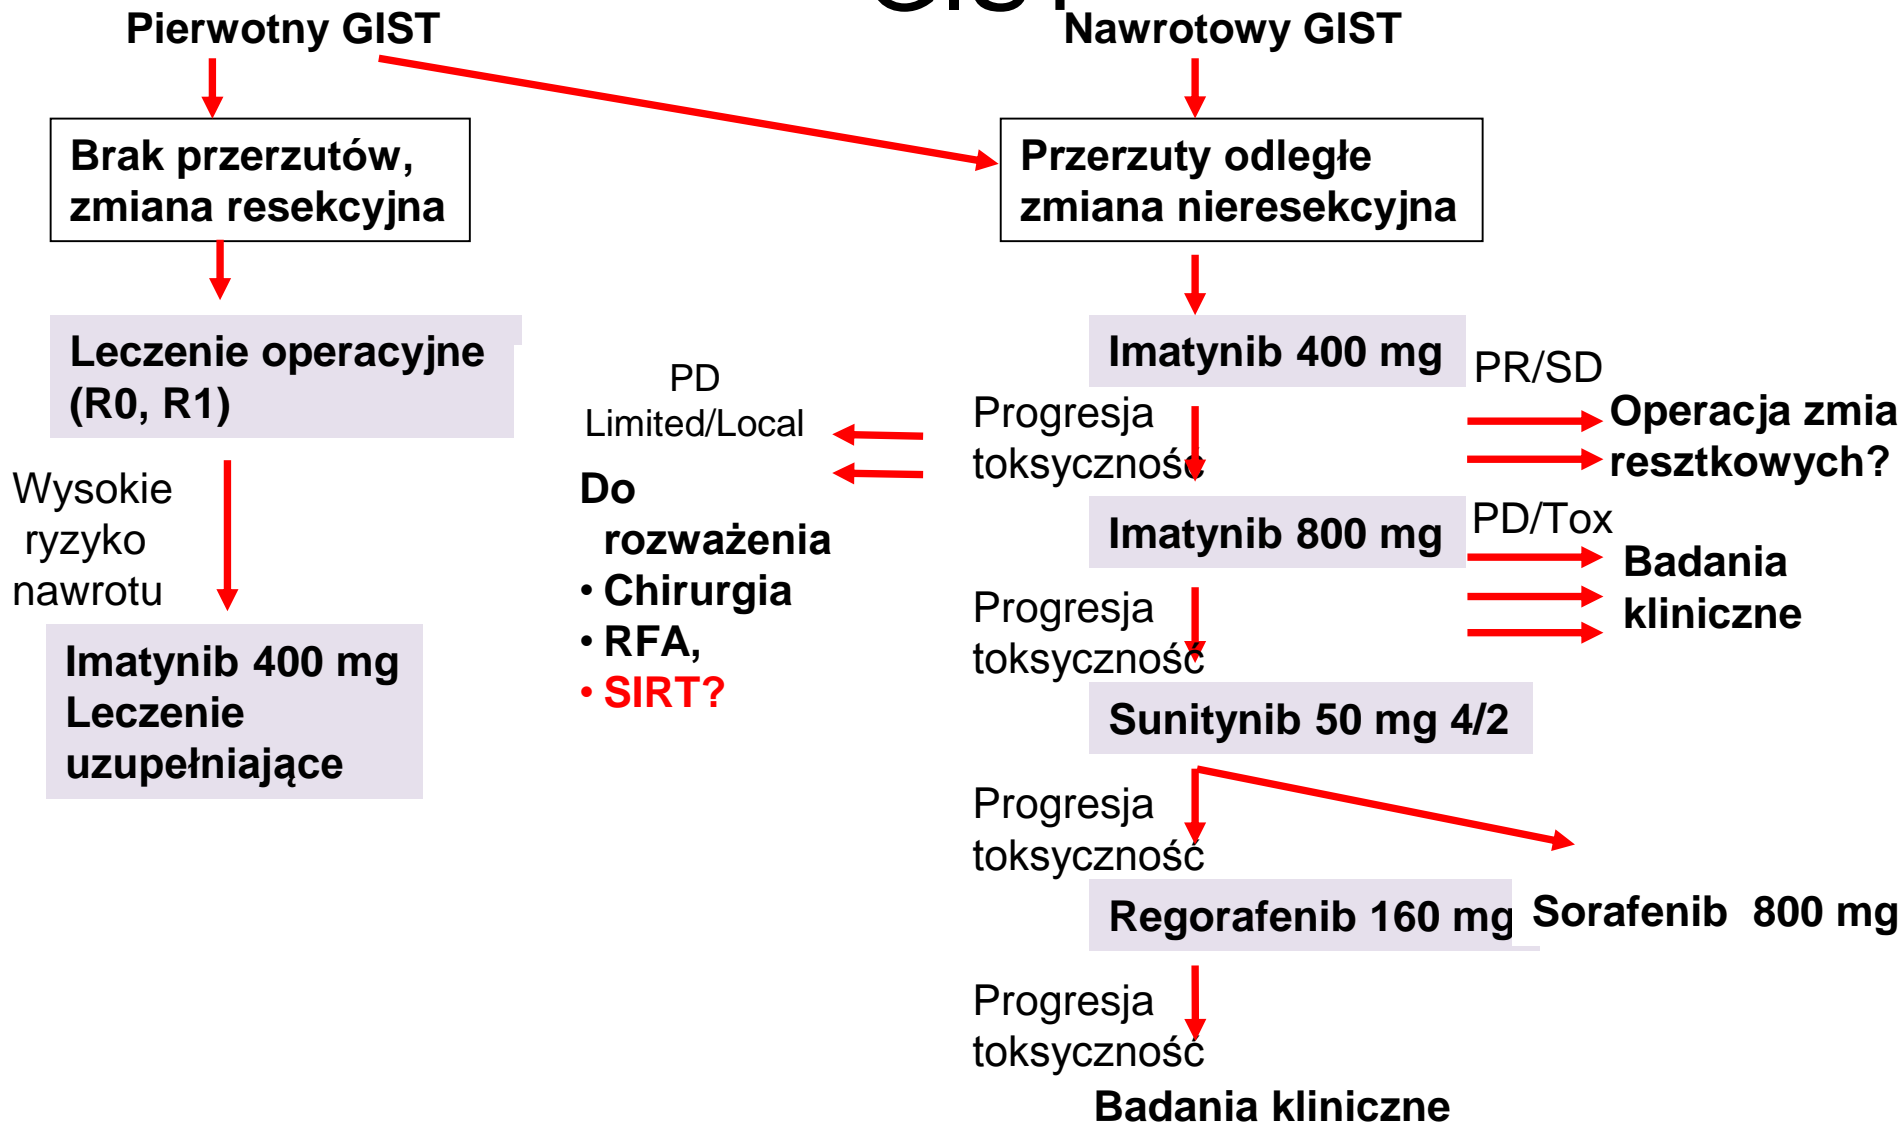 GIST
Pierwotny GIST
Nawrotowy GIST
Brak przerzutów,
zmiana resekcyjna
Przerzuty odległe
zmiana nieresekcyjna
Leczenie operacyjne
(R0, R1)
Wysokie
ryzyko
nawrotu
Imatynib 400 mg
Leczenie
uzupełniające
PD
Limited/Local
Do
rozważenia
• Chirurgia
• RFA,
• SIRT?
Imatynib 400 mg
PR/SD
Operacja zmia
resztkowych?
Progresja
toksyczność
Imatynib 800 mg
PD/Tox
Badania
kliniczne
Progresja
toksyczność
Sunitynib 50 mg 4/2
Progresja
toksyczność
Regorafenib 160 mg
Sorafenib 800 mg
Progresja
toksyczność
Badania kliniczne